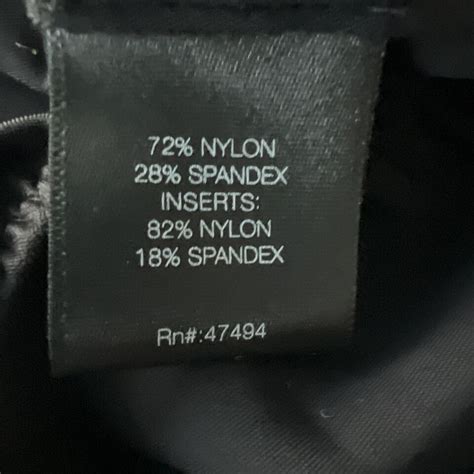 72% NYLON
28% SPANDEX
INSERTS:
82% NYLON
18% SPANDEX
Rn#:47494